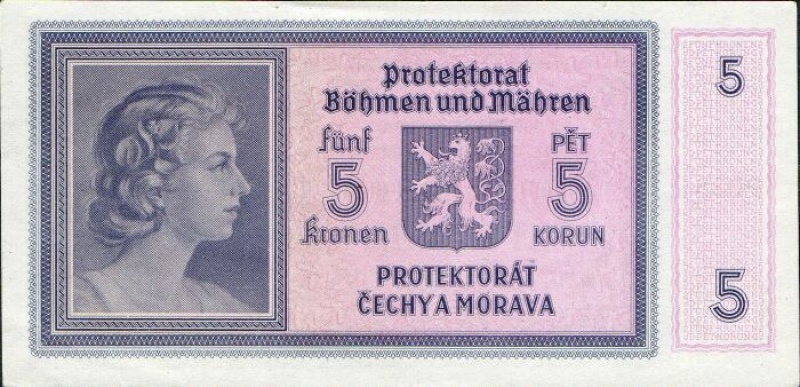 Protektorat
Böhmen und Mähren
fünf
PĚT
5
5
kronen
KORUN
PROTEKTORÁT
ČECHY A MORAVA
5
5